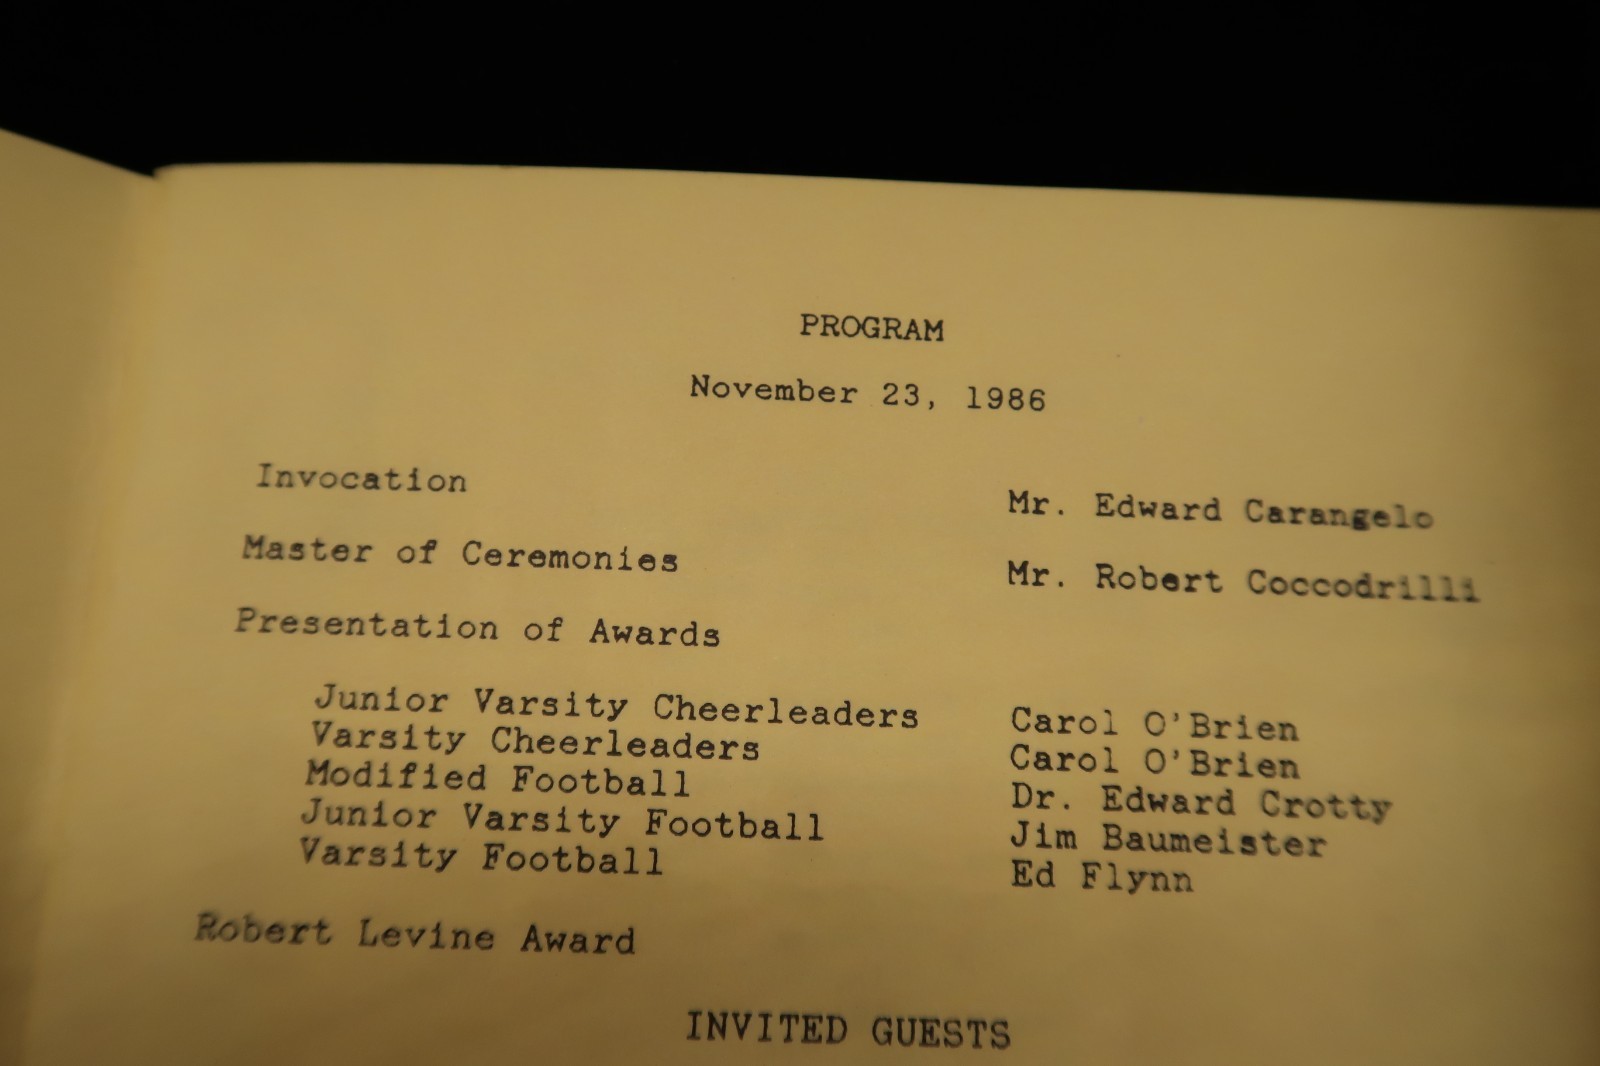 PROGRAM
November 23, 1986
Invocation Mr. Edward Carangelo
Master of Ceremonies Mr. Robert Coccodrilli
Presentation of Awards
Junior Varsity Cheerleaders Carol O'Brien
Varsity Cheerleaders Carol O'Brien
Modified Football Dr. Edward Crotty
Junior Varsity Football Jim Baumeister
Varsity Football Ed Flynn
Robert Levine Award
INVITED GUESTS